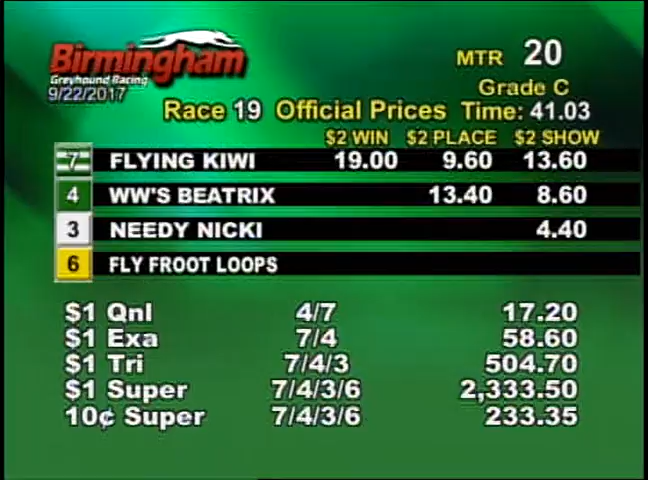 Birmingham
Greyhound Racing
9/22/2017
MTR 20
Grade C
Race 19 Official Prices Time: 41.03
$2 WIN $2 PLACE $2 SHOW
7 FLYING KIWI 19.00 9.60 13.60
4 WW'S BEATRIX 13.40 8.60
3 NEEDY NICKI 4.40
6 FLY FROOT LOOPS
$1 Qnl 4/7 17.20
$1 Exa 7/4 58.60
$1 Tri 7/4/3 504.70
$1 Super 7/4/3/6 2,333.50
10¢ Super 7/4/3/6 233.35